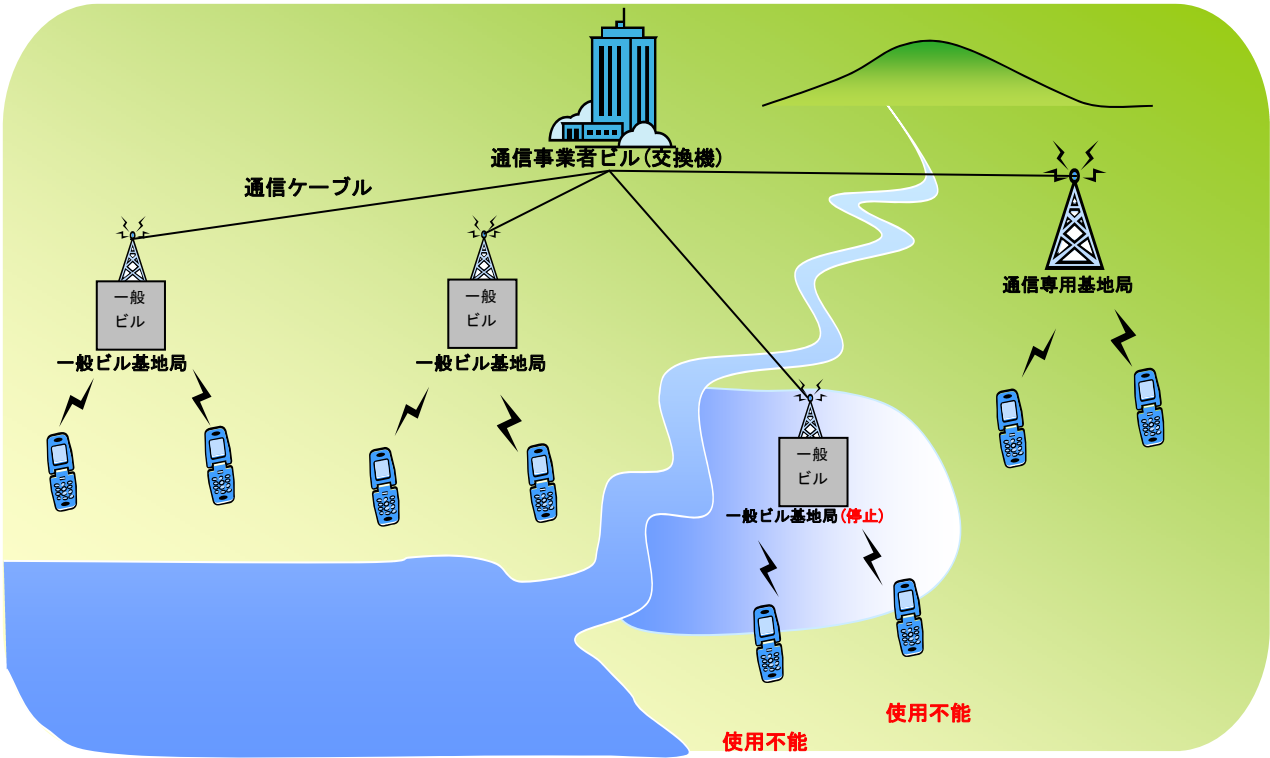 通信事業者ビル(交換機)
通信ケーブル
一般
ビル
一般ビル基地局
一般
ビル
一般ビル基地局
通信専用基地局
一般
ビル
一般ビル基地局(停止)
使用不能
使用不能